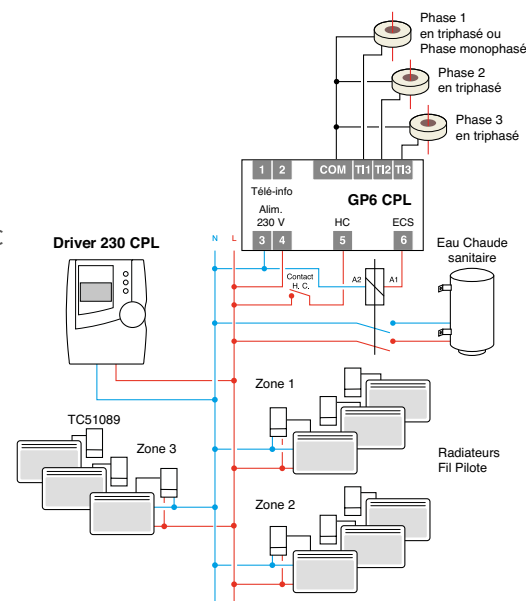 Phase 1
en triphasé ou
Phase monophasé
Phase 2
en triphasé
Phase 3
en triphasé
1 2 COM TI1 TI2 TI3
Télé-info
GP6 CPL
Alim.
230 V
HC
ECS
3 4 5 6
C
Driver 230 CPL
N L
Eau Chaude
sanitaire
Contact
H. C.
A2 A1
Zone 1
TC51089
Zone 3
Radiateurs
Fil Pilote
Zone 2